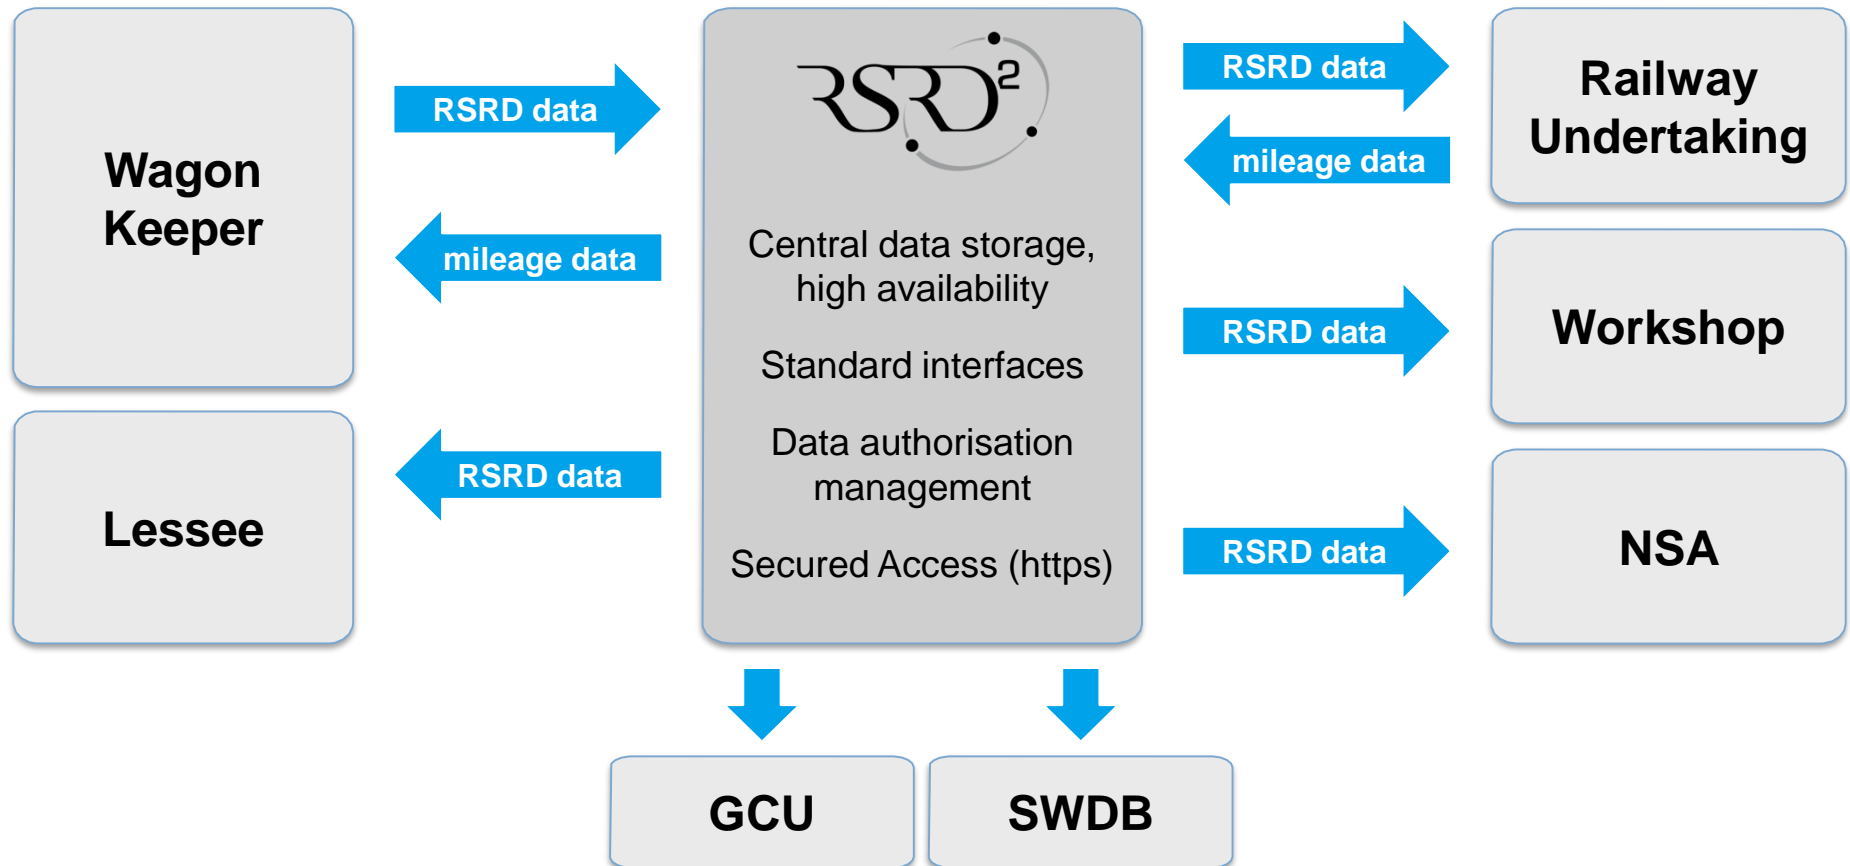 Wagon
Keeper
RSRD data
mileage data
Lessee
RSRD data
RSRD²
Central data storage,
high availability
Standard interfaces
Data authorisation
management
Secured Access (https)
RSRD data
mileage data
Railway
Undertaking
RSRD data
Workshop
RSRD data
NSA
GCU
SWDB